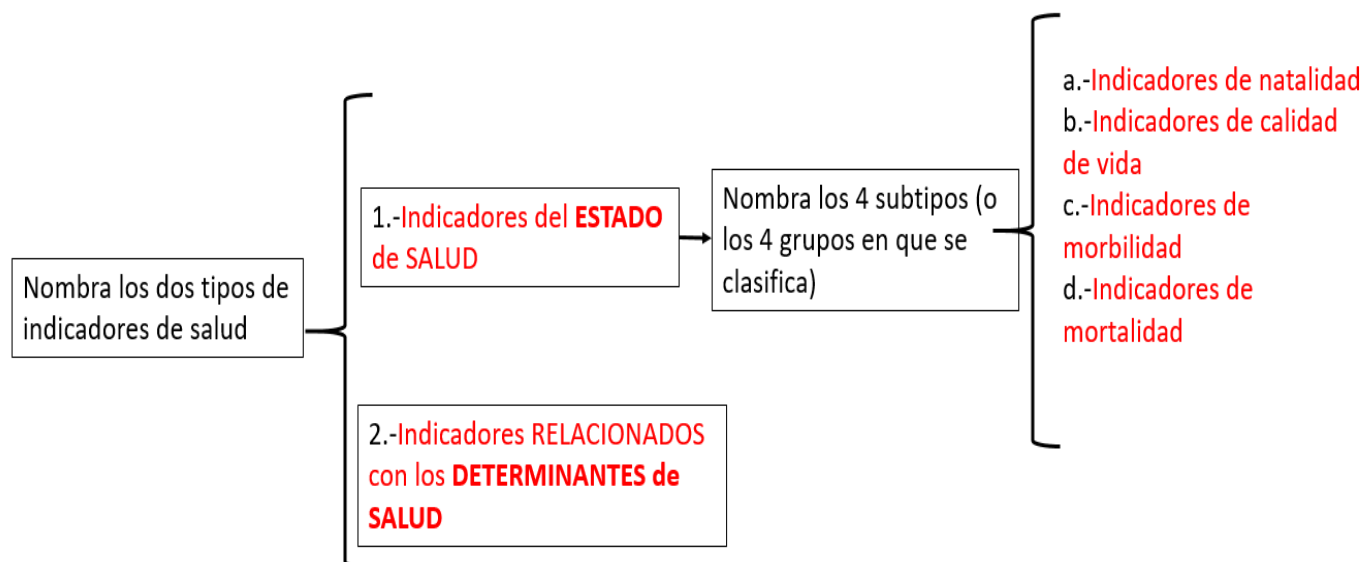 Nombra los dos tipos de
indicadores de salud
1.-Indicadores del ESTADO
de SALUD
2.-Indicadores RELACIONADOS
con los DETERMINANTES de
SALUD
Nombra los 4 subtipos (o
los 4 grupos en que se
clasifica)
a.-Indicadores de natalidad
b.-Indicadores de calidad
de vida
c.-Indicadores de
morbilidad
d.-Indicadores de
mortalidad